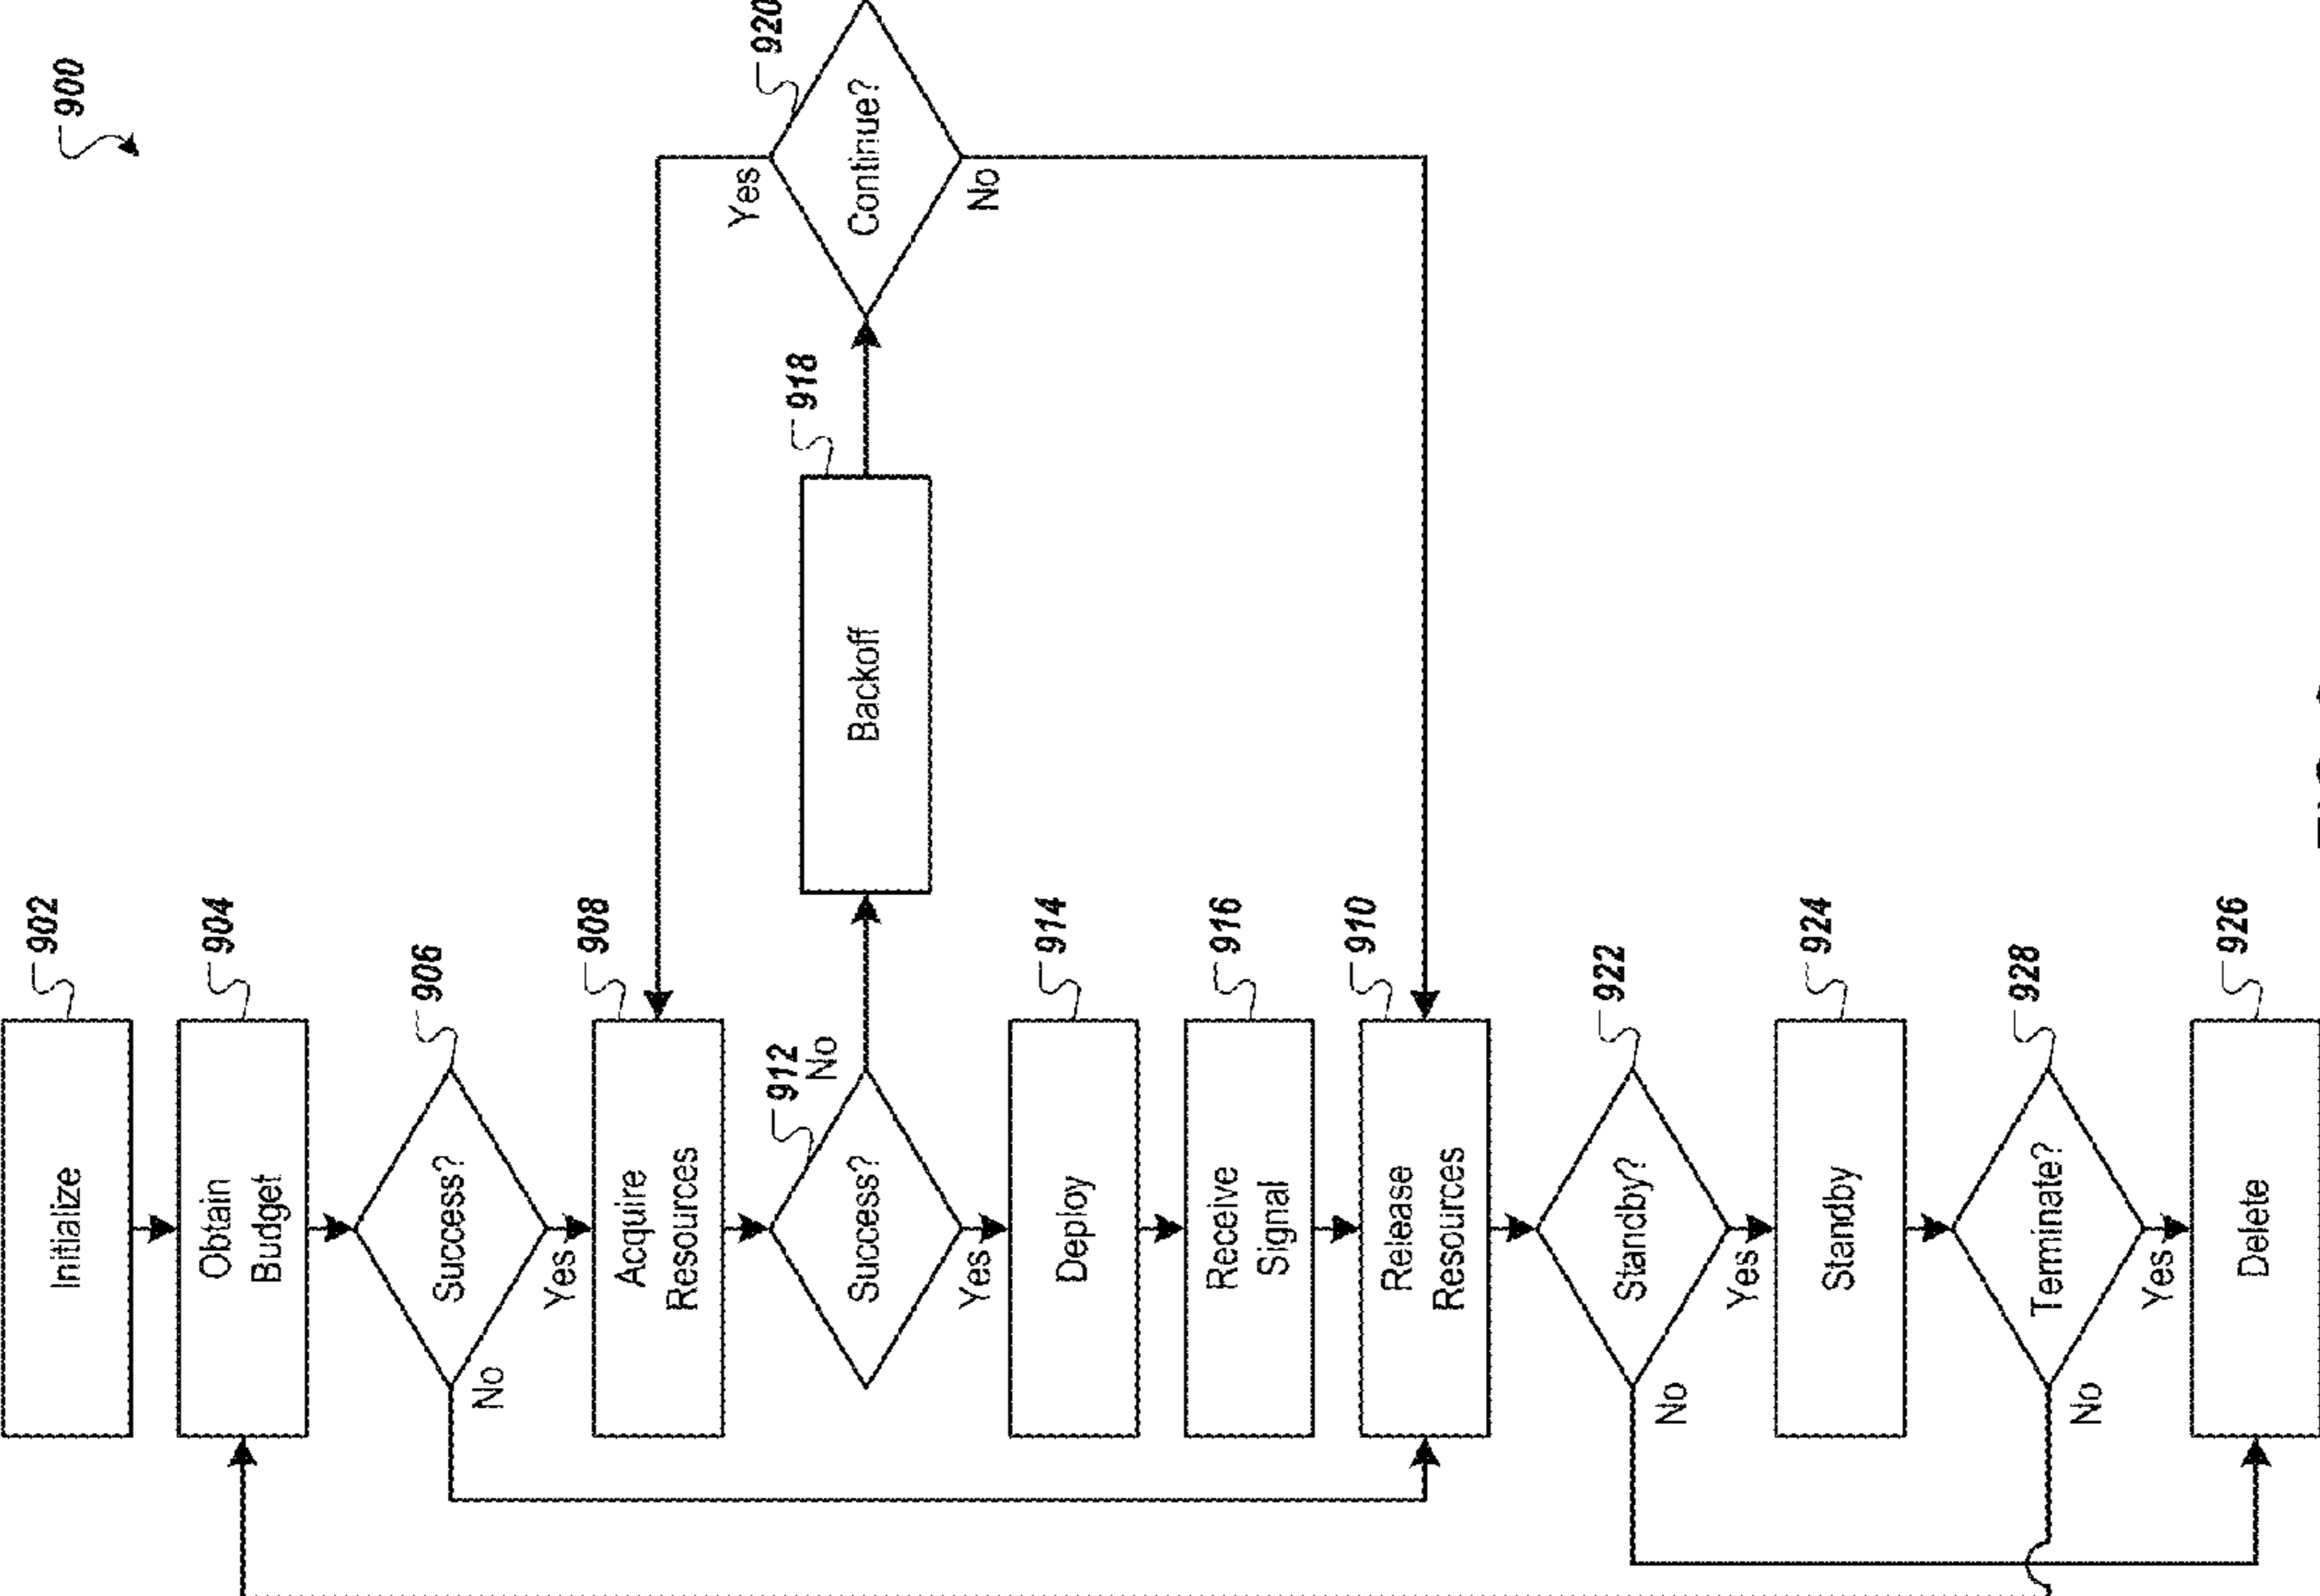 900
Initialize
902
Obtain
Budget
904
Success?
906
No
Yes
Acquire
Resources
908
Success?
912
No
Yes
Backoff
918
Continue?
920
Yes
No
Deploy
914
Receive
Signal
916
Release
Resources
910
Standby?
922
No
Yes
Standby
924
Terminate?
928
No
Yes
Delete
926